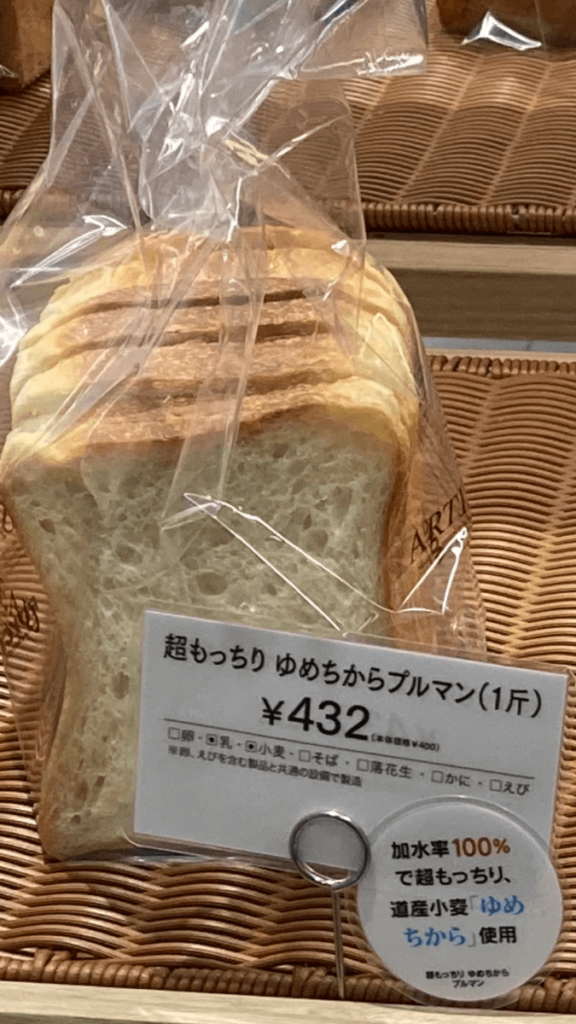 ARTI
超もっちり ゆめちからプルマン(1斤)
¥432 (本体価格¥400)
□卵・▣乳・▣小麦・□そば・□落花生・□かに・□えび
※卵、えびを含む製品と共通の設備で製造
加水率100%
で超もっちり、
道産小麦「ゆめ
ちから」使用
超もっちり ゆめちから
プルマン